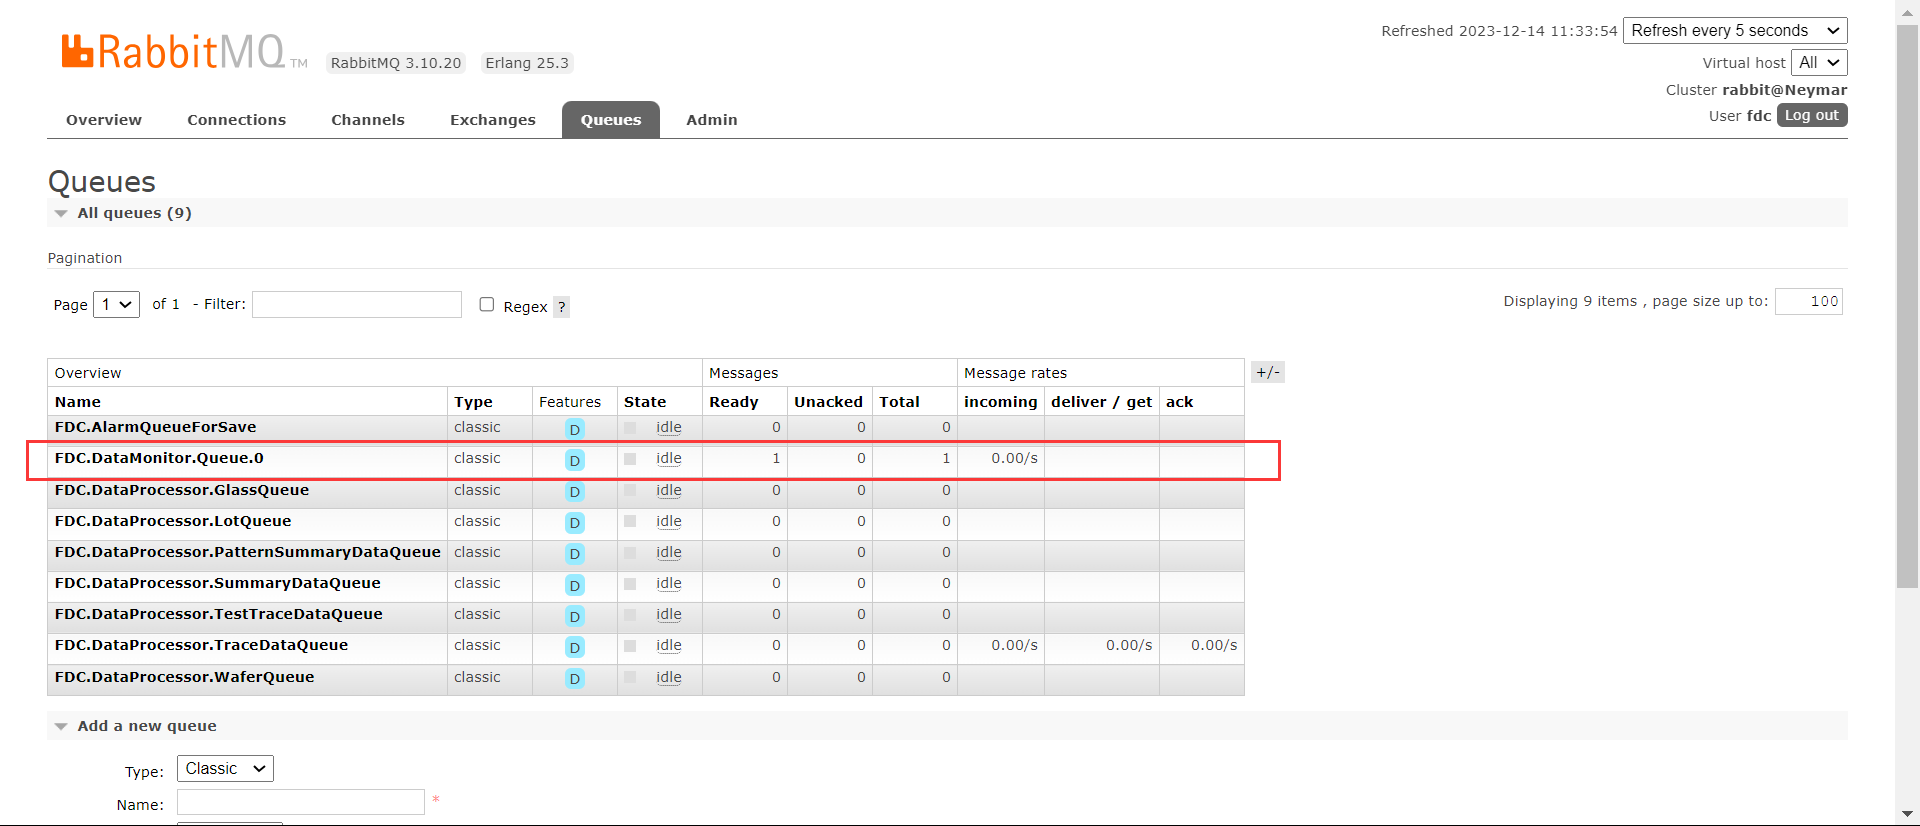 Refreshed 2023-12-14 11:33:54 Refresh every 5 seconds
RabbitMQ TM RabbitMQ 3.10.20 Erlang 25.3
Virtual host All
Cluster rabbit@Neymar
User fdc Log out
Overview Connections Channels Exchanges Queues Admin
Queues
All queues (9)
Pagination
Page 1 of 1 - Filter: Regex ? Displaying 9 items , page size up to: 100
Overview Messages Message rates +/-
Name Type Features State Ready Unacked Total incoming deliver / get ack
FDC.AlarmQueueForSave classic D idle 0 0 0
FDC.DataMonitor.Queue.0 classic D idle 1 0 1 0.00/s
FDC.DataProcessor.GlassQueue classic D idle 0 0 0
FDC.DataProcessor.LotQueue classic D idle 0 0 0
FDC.DataProcessor.PatternSummaryDataQueue classic D idle 0 0 0
FDC.DataProcessor.SummaryDataQueue classic D idle 0 0 0
FDC.DataProcessor.TestTraceDataQueue classic D idle 0 0 0
FDC.DataProcessor.TraceDataQueue classic D idle 0 0 0 0.00/s 0.00/s 0.00/s
FDC.DataProcessor.WaferQueue classic D idle 0 0 0
Add a new queue
Type: Classic
Name: *